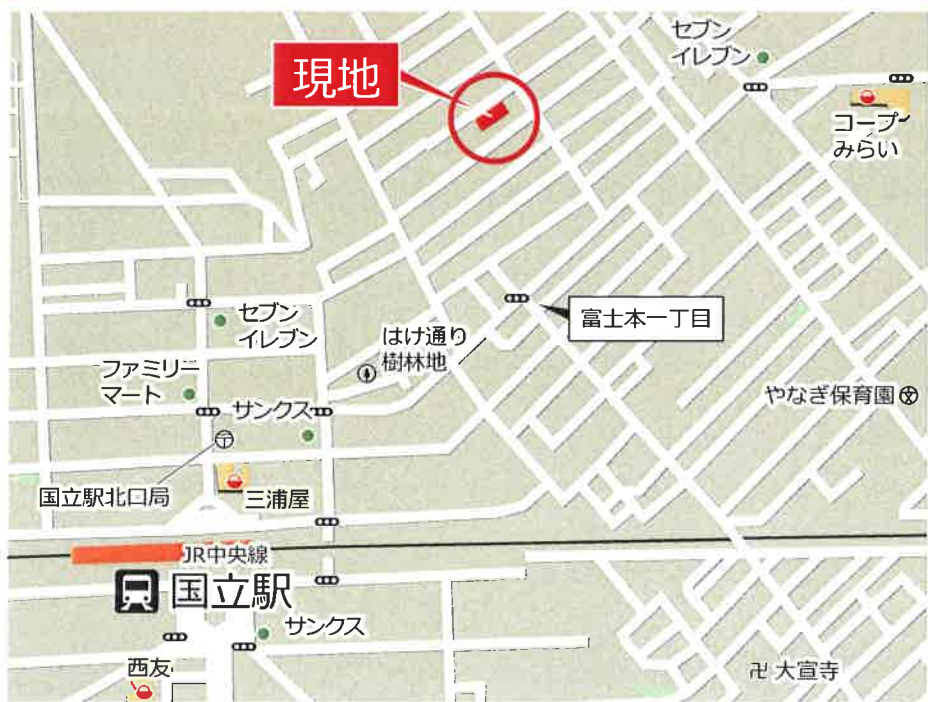 セブン
イレブン
現地
コープ
みらい
セブン
イレブン
はけ通り
樹林地
富士本一丁目
ファミリー
マート
サンクス
やなぎ保育園
国立駅北口局
三浦屋
JR中央線
国立駅
サンクス
西友
卍 大宣寺